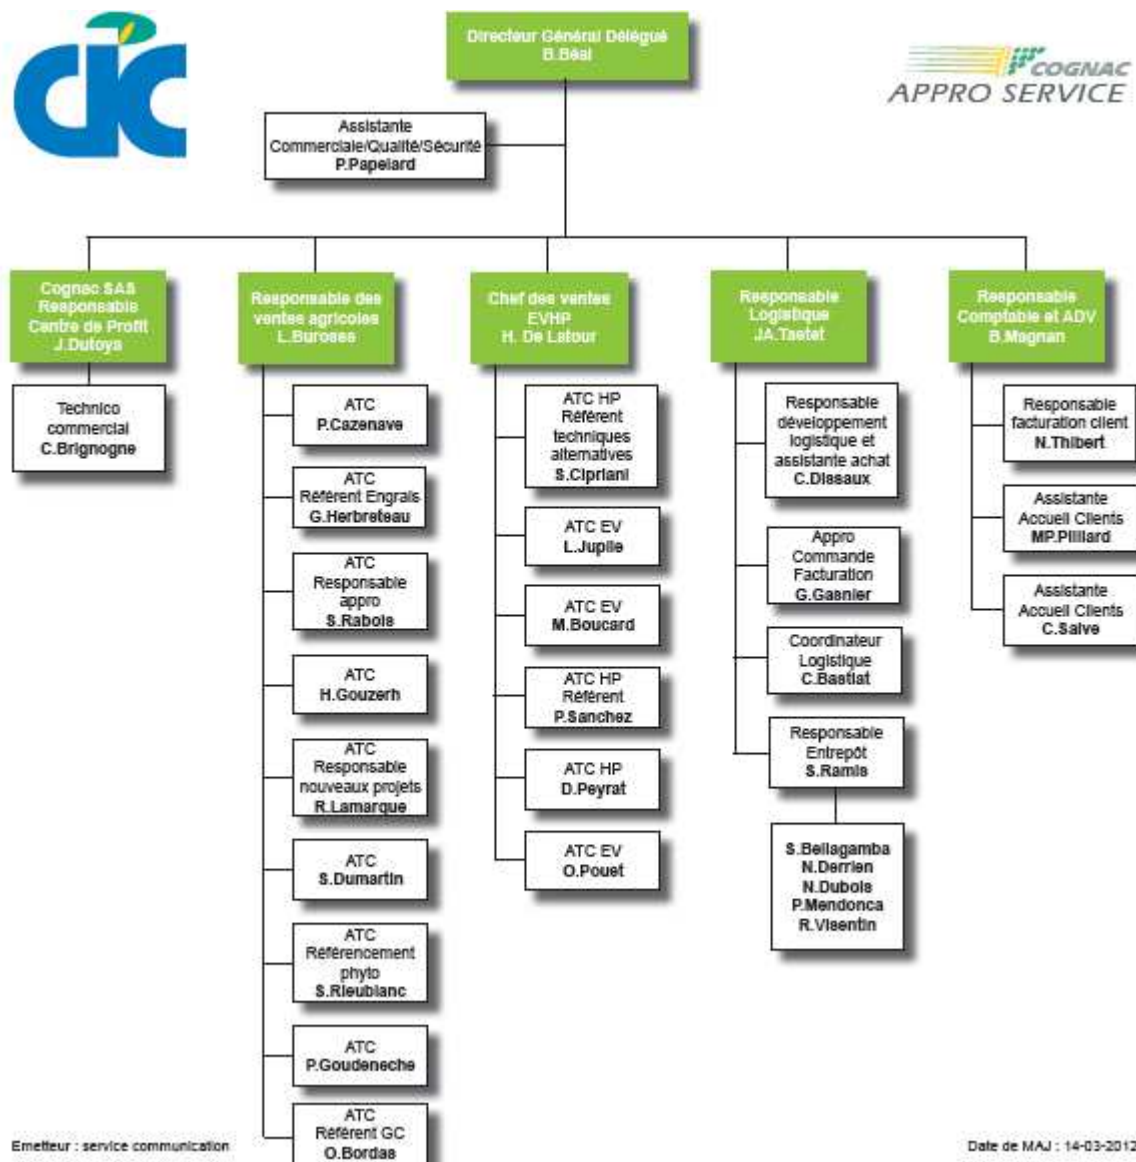 CIC
Directeur Général Délégué
B.Béal
COGNAC
APPRO SERVICE
Assistante
Commerciale/Qualité/Sécurité
P.Papelard
Cognac SAS
Responsable
Centre de Profit
J.Dutoya
Responsable des
ventes agricoles
L.Buroses
Chef des ventes
EVHP
H. De Latour
Responsable
Logistique
JA.Tastet
Responsable
Comptable et ADV
B.Magnan
Technico
commercial
C.Brignogne
ATC
P.Cazenave
ATC
Référent Engrais
G.Herbreteau
ATC
Responsable
appro
S.Rabois
ATC
H.Gouzerh
ATC
Responsable
nouveaux projets
R.Lamarque
ATC
S.Dumartin
ATC
Référencement
phyto
S.Rieublanc
ATC
P.Goudeneche
ATC
Référent GC
O.Bordas
ATC HP
Référent
techniques
alternatives
S.Cipriani
ATC EV
L.Jupile
ATC EV
M.Boucard
ATC HP
Référent
P.Sanchez
ATC HP
D.Peyrat
ATC EV
O.Pouet
Responsable
développement
logistique et
assistante achat
C.Dissaux
Appro
Commande
Facturation
G.Gasnier
Coordinateur
Logistique
C.Bastiat
Responsable
Entrepôt
S.Ramis
S.Bellagamba
N.Derrien
N.Dubois
P.Mendonca
R.Visentin
Responsable
facturation client
N.Thibert
Assistante
Accueil Clients
MP.Pilliard
Assistante
Accueil Clients
C.Salve
Emetteur : service communication
Date de MAJ : 14-03-2012